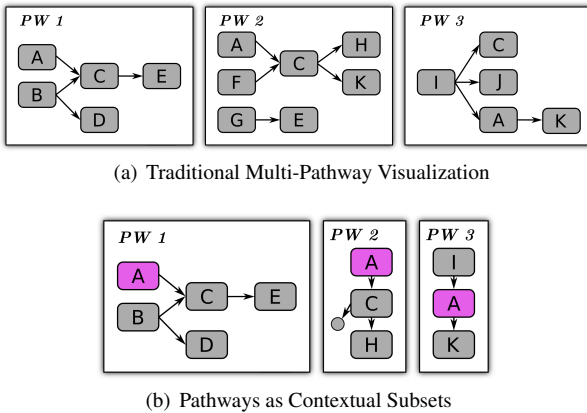 PW 1
A
B
C
E
D
PW 2
A
F
C
H
K
G
E
PW 3
I
C
J
A
K
(a) Traditional Multi-Pathway Visualization
PW 1
A
B
C
E
D
PW 2
A
C
H
PW 3
I
A
K
(b) Pathways as Contextual Subsets